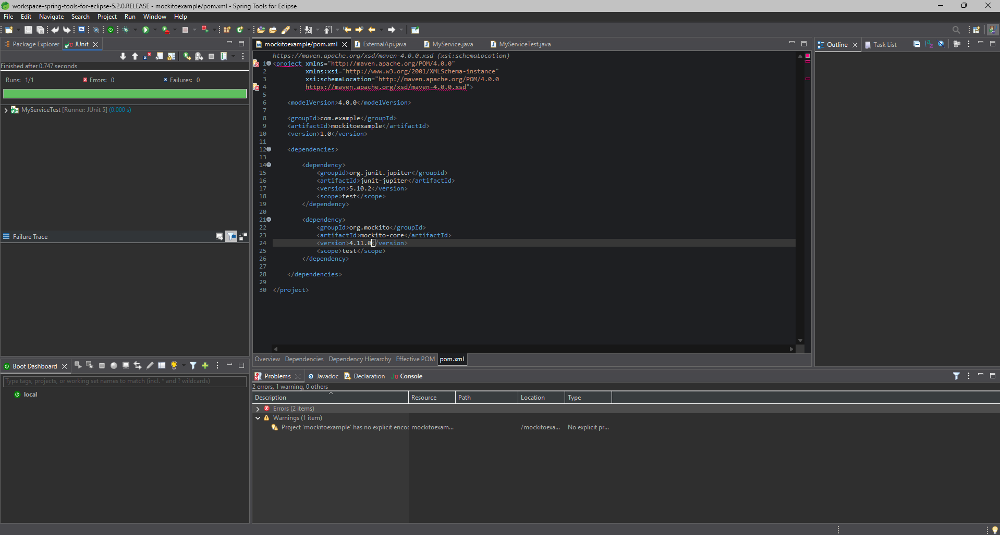 workspace-spring-tools-for-eclipse-5.2.0.RELEASE - mockitoexample/pom.xml - Spring Tools for Eclipse
File Edit Navigate Search Project Run Window Help
Package Explorer JUnit
Finished after 0.747 seconds
Runs: 1/1 Errors: 0 Failures: 0
MyServiceTest [Runner: JUnit 5] (0.000 s)
Failure Trace
Boot Dashboard
Type tags, projects, or working set names to match (incl. * and ? wildcards)
local
mockitoexample/pom.xml ExternalApi.java MyService.java MyServiceTest.java
https://maven.apache.org/xsd/maven-4.0.0.xsd (xsi:schemaLocation)
1 <project xmlns="http://maven.apache.org/POM/4.0.0"
2 xmlns:xsi="http://www.w3.org/2001/XMLSchema-instance"
3 xsi:schemaLocation="http://maven.apache.org/POM/4.0.0
4 https://maven.apache.org/xsd/maven-4.0.0.xsd">
5
6 <modelVersion>4.0.0</modelVersion>
7
8 <groupId>com.example</groupId>
9 <artifactId>mockitoexample</artifactId>
10 <version>1.0</version>
11
12 <dependencies>
13
14 <dependency>
15 <groupId>org.junit.jupiter</groupId>
16 <artifactId>junit-jupiter</artifactId>
17 <version>5.10.2</version>
18 <scope>test</scope>
19 </dependency>
20
21 <dependency>
22 <groupId>org.mockito</groupId>
23 <artifactId>mockito-core</artifactId>
24 <version>4.11.0</version>
25 <scope>test</scope>
26 </dependency>
27
28 </dependencies>
29
30 </project>
Overview Dependencies Dependency Hierarchy Effective POM pom.xml
Problems Javadoc Declaration Console
2 errors, 1 warning, 0 others
Description Resource Path Location Type
Errors (2 items)
Warnings (1 item)
Project 'mockitoexample' has no explicit enco mockitoexam... /mockitoexa... No explicit pr...
Outline Task List